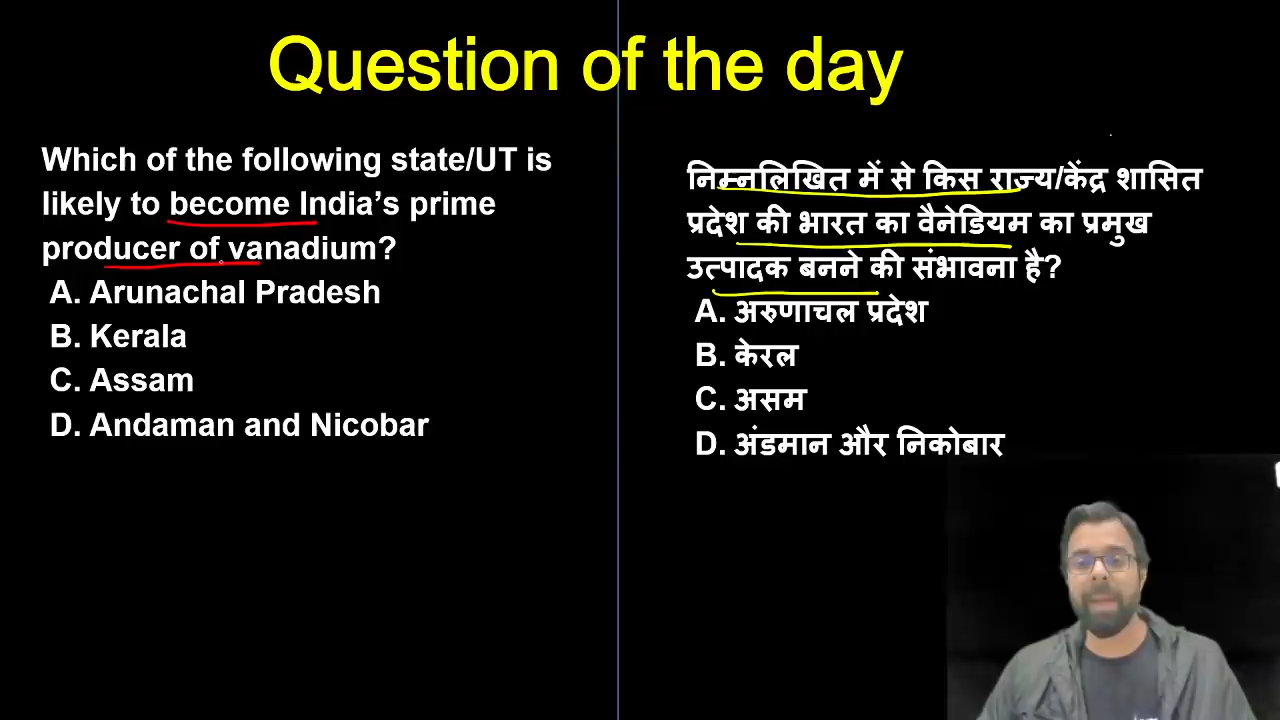 Question of the day
Which of the following state/UT is
likely to become India’s prime
producer of vanadium?
A. Arunachal Pradesh
B. Kerala
C. Assam
D. Andaman and Nicobar
निम्नलिखित में से किस राज्य/केंद्र शासित
प्रदेश की भारत का वैनेडियम का प्रमुख
उत्पादक बनने की संभावना है?
A. अरुणाचल प्रदेश
B. केरल
C. असम
D. अंडमान और निकोबार